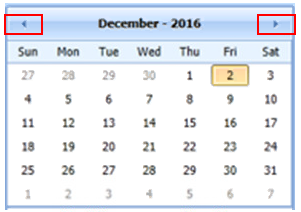 December - 2016
Sun Mon Tue Wed Thu Fri Sat
27 28 29 30 1 2 3
4 5 6 7 8 9 10
11 12 13 14 15 16 17
18 19 20 21 22 23 24
25 26 27 28 29 30 31
1 2 3 4 5 6 7